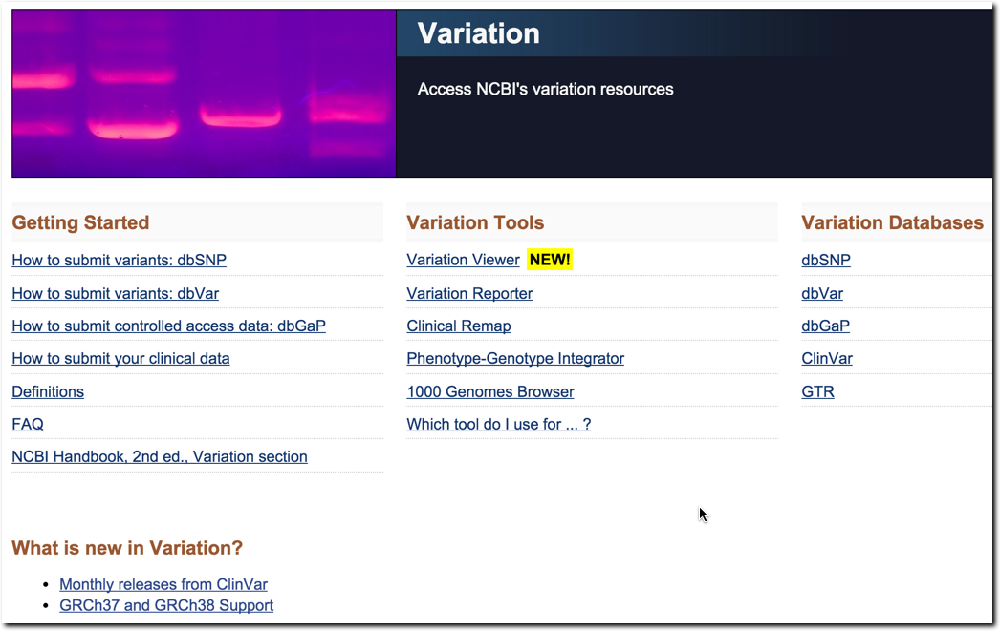 Variation
Access NCBI's variation resources
Getting Started
How to submit variants: dbSNP
How to submit variants: dbVar
How to submit controlled access data: dbGaP
How to submit your clinical data
Definitions
FAQ
NCBI Handbook, 2nd ed., Variation section
Variation Tools
Variation Viewer NEW!
Variation Reporter
Clinical Remap
Phenotype-Genotype Integrator
1000 Genomes Browser
Which tool do I use for ... ?
Variation Databases
dbSNP
dbVar
dbGaP
ClinVar
GTR
What is new in Variation?
• Monthly releases from ClinVar
• GRCh37 and GRCh38 Support